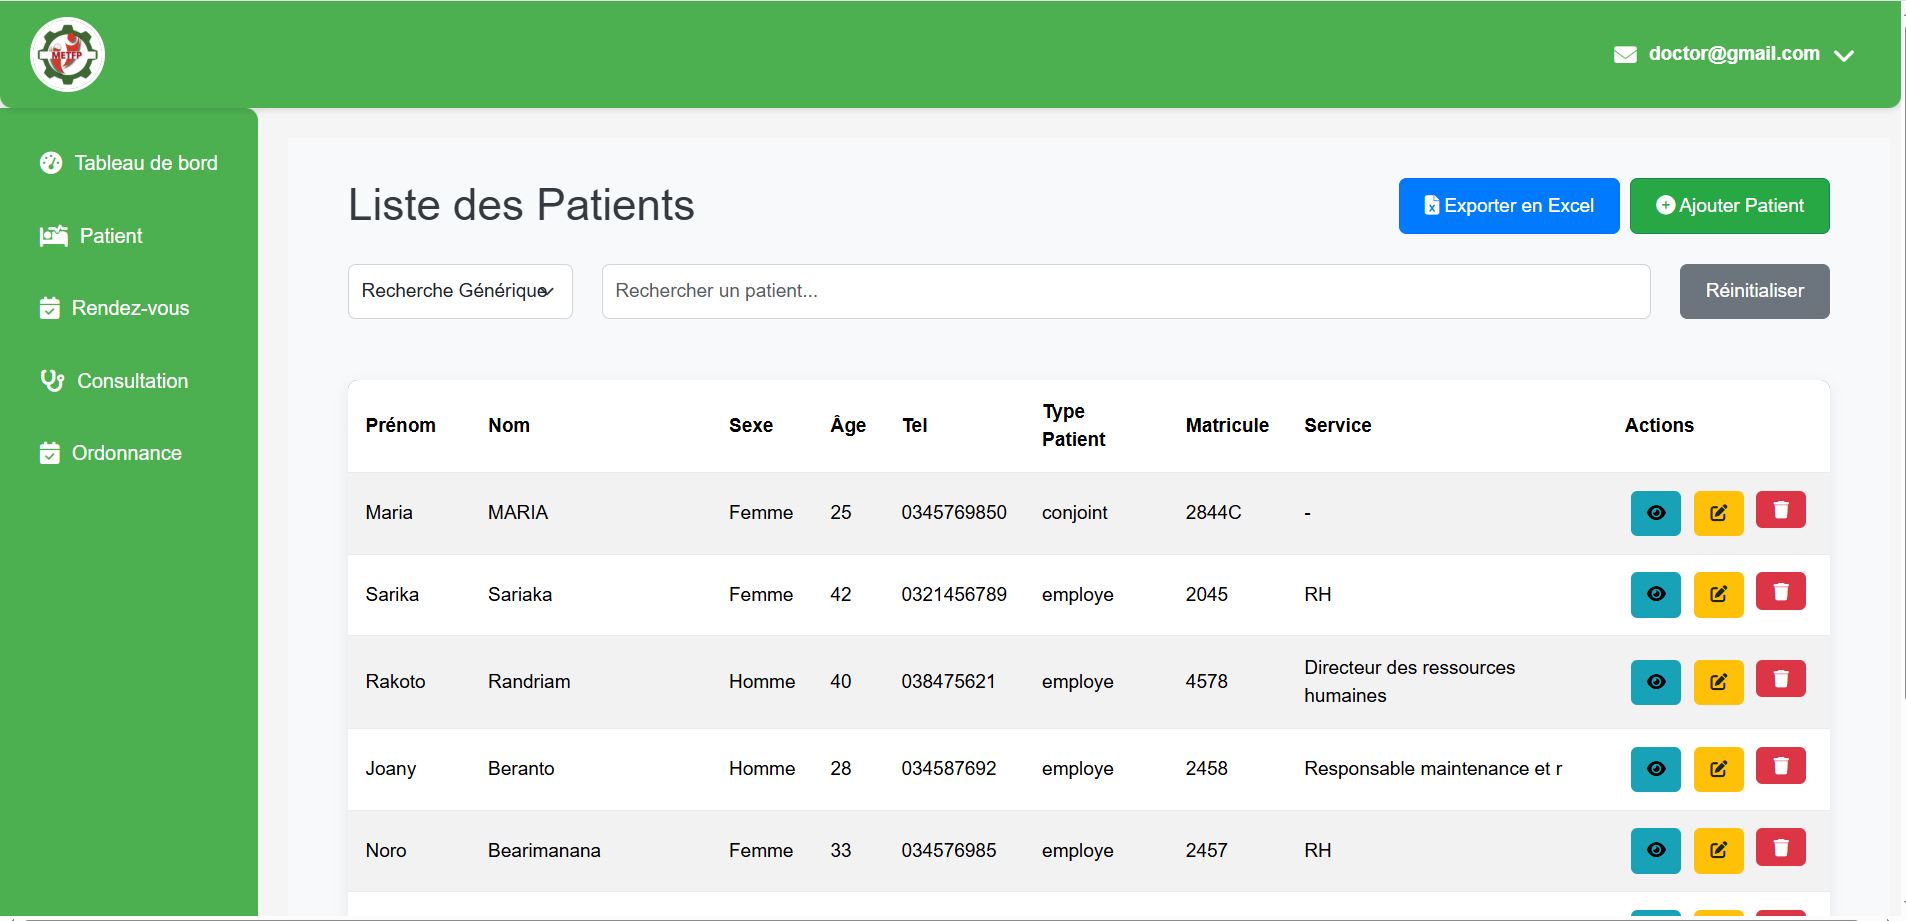 METFP
doctor@gmail.com
Tableau de bord
Patient
Rendez-vous
Consultation
Ordonnance
Liste des Patients
Exporter en Excel
Ajouter Patient
Recherche Générique
Rechercher un patient...
Réinitialiser
Prénom Nom Sexe Âge Tel Type Patient Matricule Service Actions
Maria MARIA Femme 25 0345769850 conjoint 2844C -
Sarika Sariaka Femme 42 0321456789 employe 2045 RH
Rakoto Randriam Homme 40 038475621 employe 4578 Directeur des ressources humaines
Joany Beranto Homme 28 034587692 employe 2458 Responsable maintenance et r
Noro Bearimanana Femme 33 034576985 employe 2457 RH